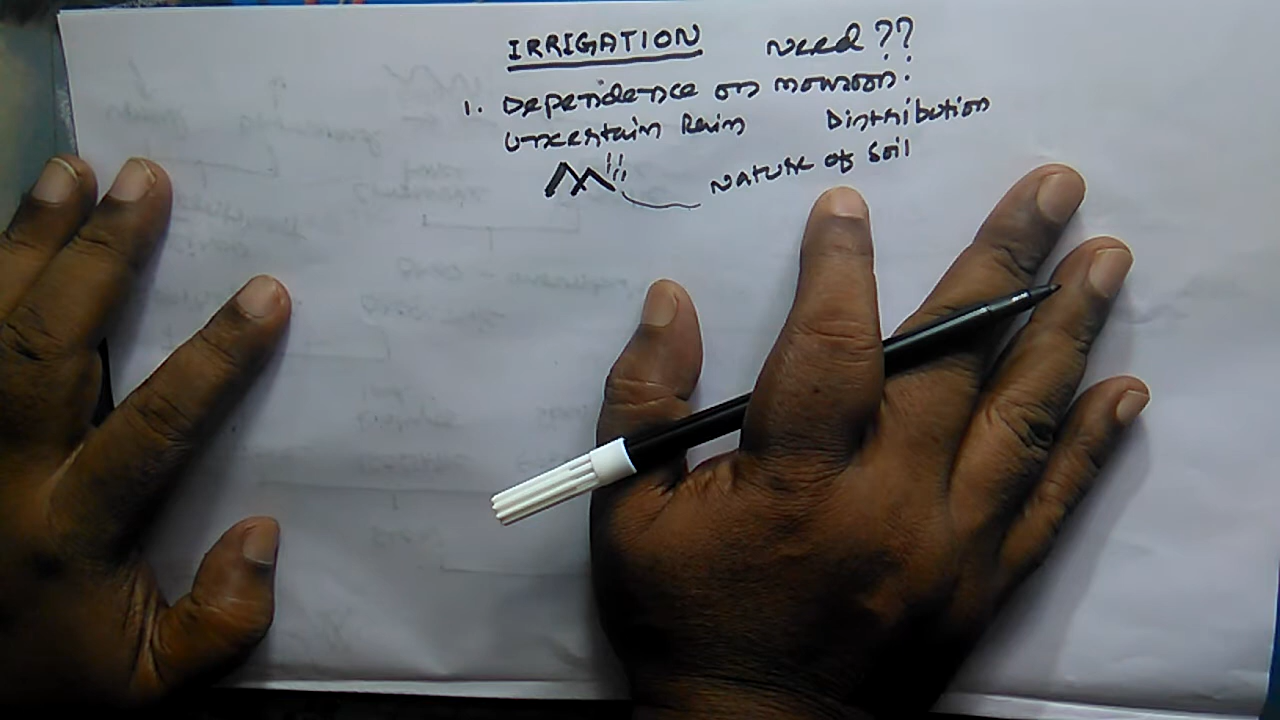 IRRIGATION Need??
1. Dependence on monsoon.
Uncertain Rain Distribution
Nature of Soil